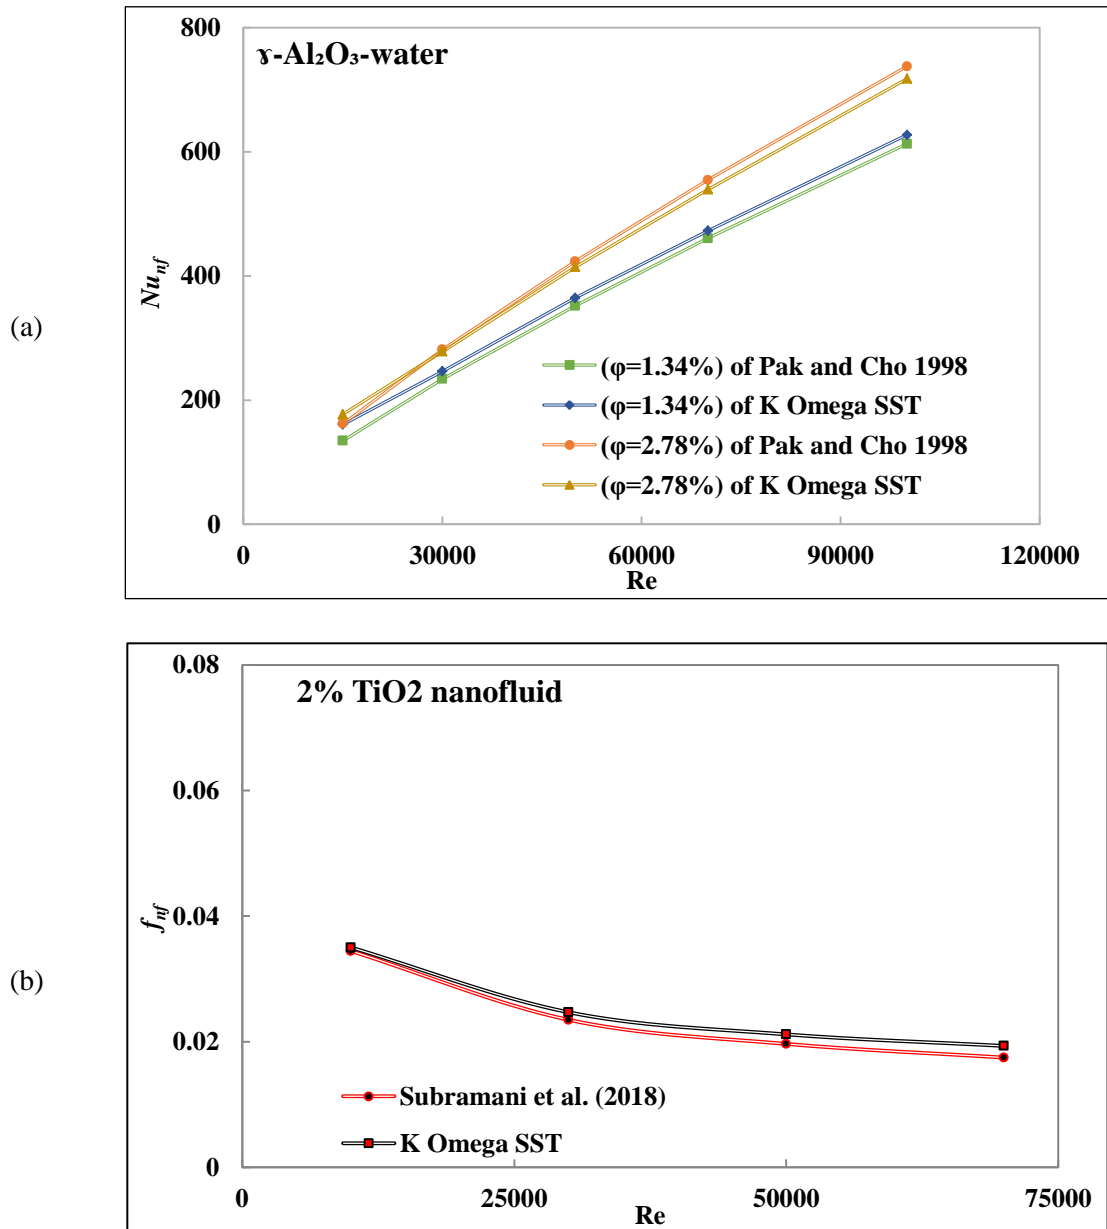 (a)
800
600
400
200
0
Nu_nf
ɤ-Al₂O₃-water
(φ=1.34%) of Pak and Cho 1998
(φ=1.34%) of K Omega SST
(φ=2.78%) of Pak and Cho 1998
(φ=2.78%) of K Omega SST
0 30000 60000 90000 120000
Re
(b)
0.08
0.06
0.04
0.02
0
f_nf
2% TiO2 nanofluid
Subramani et al. (2018)
K Omega SST
0 25000 50000 75000
Re